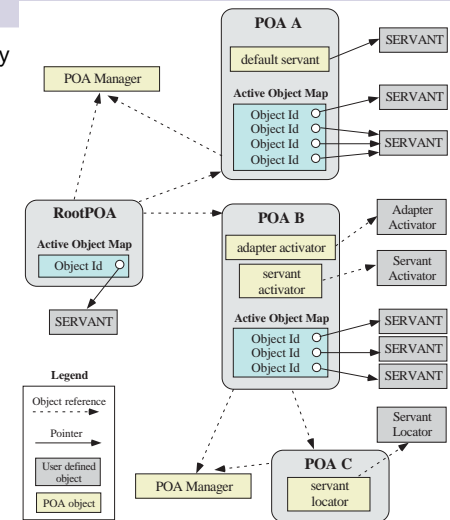 y
POA A
default servant
Active Object Map
Object Id
Object Id
Object Id
Object Id
SERVANT
SERVANT
SERVANT
POA Manager
RootPOA
Active Object Map
Object Id
SERVANT
POA B
adapter activator
servant
activator
Active Object Map
Object Id
Object Id
Object Id
Adapter
Activator
Servant
Activator
SERVANT
SERVANT
SERVANT
Legend
Object reference
Pointer
User defined
object
POA object
POA Manager
POA C
servant
locator
Servant
Locator